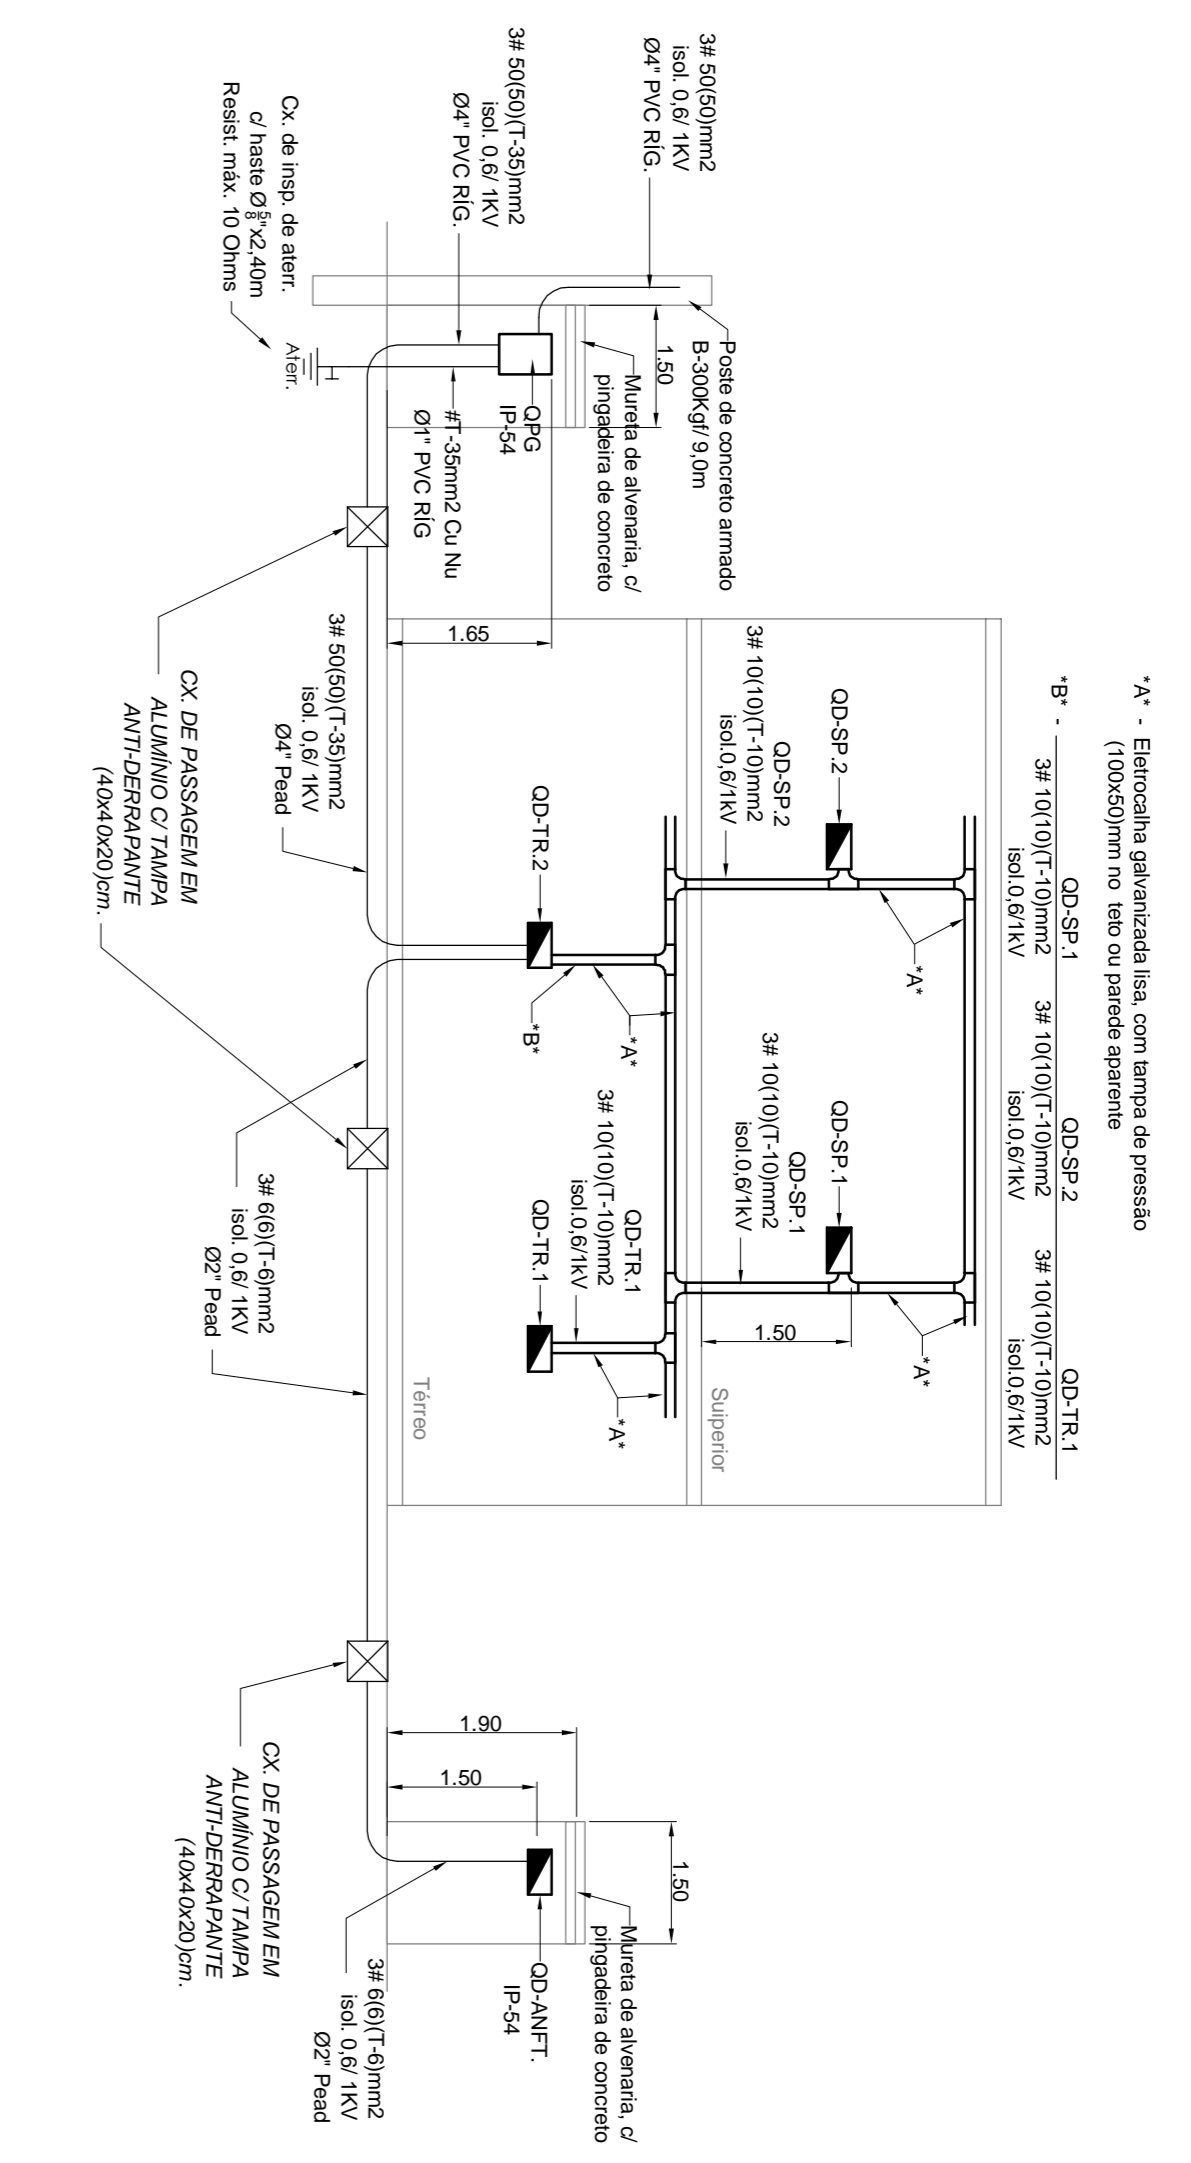 *A* - Eletrocalha galvanizada lisa, com tampa de pressão
(100x50)mm no teto ou parede aparente
*B* -
QD-SP.1
3# 10(10)(T-10)mm2
isol.0,6/1kV
QD-SP.2
3# 10(10)(T-10)mm2
isol.0,6/1kV
QD-TR.1
3# 10(10)(T-10)mm2
isol.0,6/1kV
3# 50(50)mm2
isol. 0,6/ 1KV
Ø4" PVC RÍG.
Poste de concreto armado
B-300Kgf/ 9,0m
1.50
Mureta de alvenaria, c/
pingadeira de concreto
3# 50(50)(T-35)mm2
isol. 0,6/ 1KV
Ø4" PVC RÍG.
QPG
IP-54
#T-35mm2 Cu Nu
Ø1" PVC RÍG
Cx. de insp. de aterr.
c/ haste Ø5/8"x2,40m
Resist. máx. 10 Ohms
Aterr.
1.65
QD-SP.2
QD-SP.2
3# 10(10)(T-10)mm2
isol.0,6/1kV
*A*
QD-SP.1
QD-SP.1
3# 10(10)(T-10)mm2
isol.0,6/1kV
*A*
1.50
Suiperior
QD-TR.2
*A*
*B*
QD-TR.1
3# 10(10)(T-10)mm2
isol.0,6/1kV
QD-TR.1
*A*
Térreo
3# 50(50)(T-35)mm2
isol. 0,6/ 1KV
Ø4" Pead
CX. DE PASSAGEM EM
ALUMÍNIO C/ TAMPA
ANTI-DERRAPANTE
(40x40x20)cm.
3# 6(6)(T-6)mm2
isol. 0,6/ 1KV
Ø2" Pead
1.90
1.50
1.50
Mureta de alvenaria, c/
pingadeira de concreto
QD-ANFT.
IP-54
CX. DE PASSAGEM EM
ALUMÍNIO C/ TAMPA
ANTI-DERRAPANTE
(40x40x20)cm.
3# 6(6)(T-6)mm2
isol. 0,6/ 1KV
Ø2" Pead